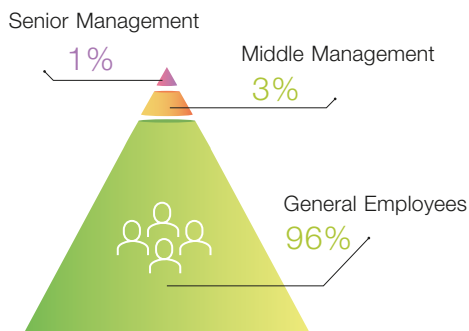 Senior Management
1%
Middle Management
3%
General Employees
96%